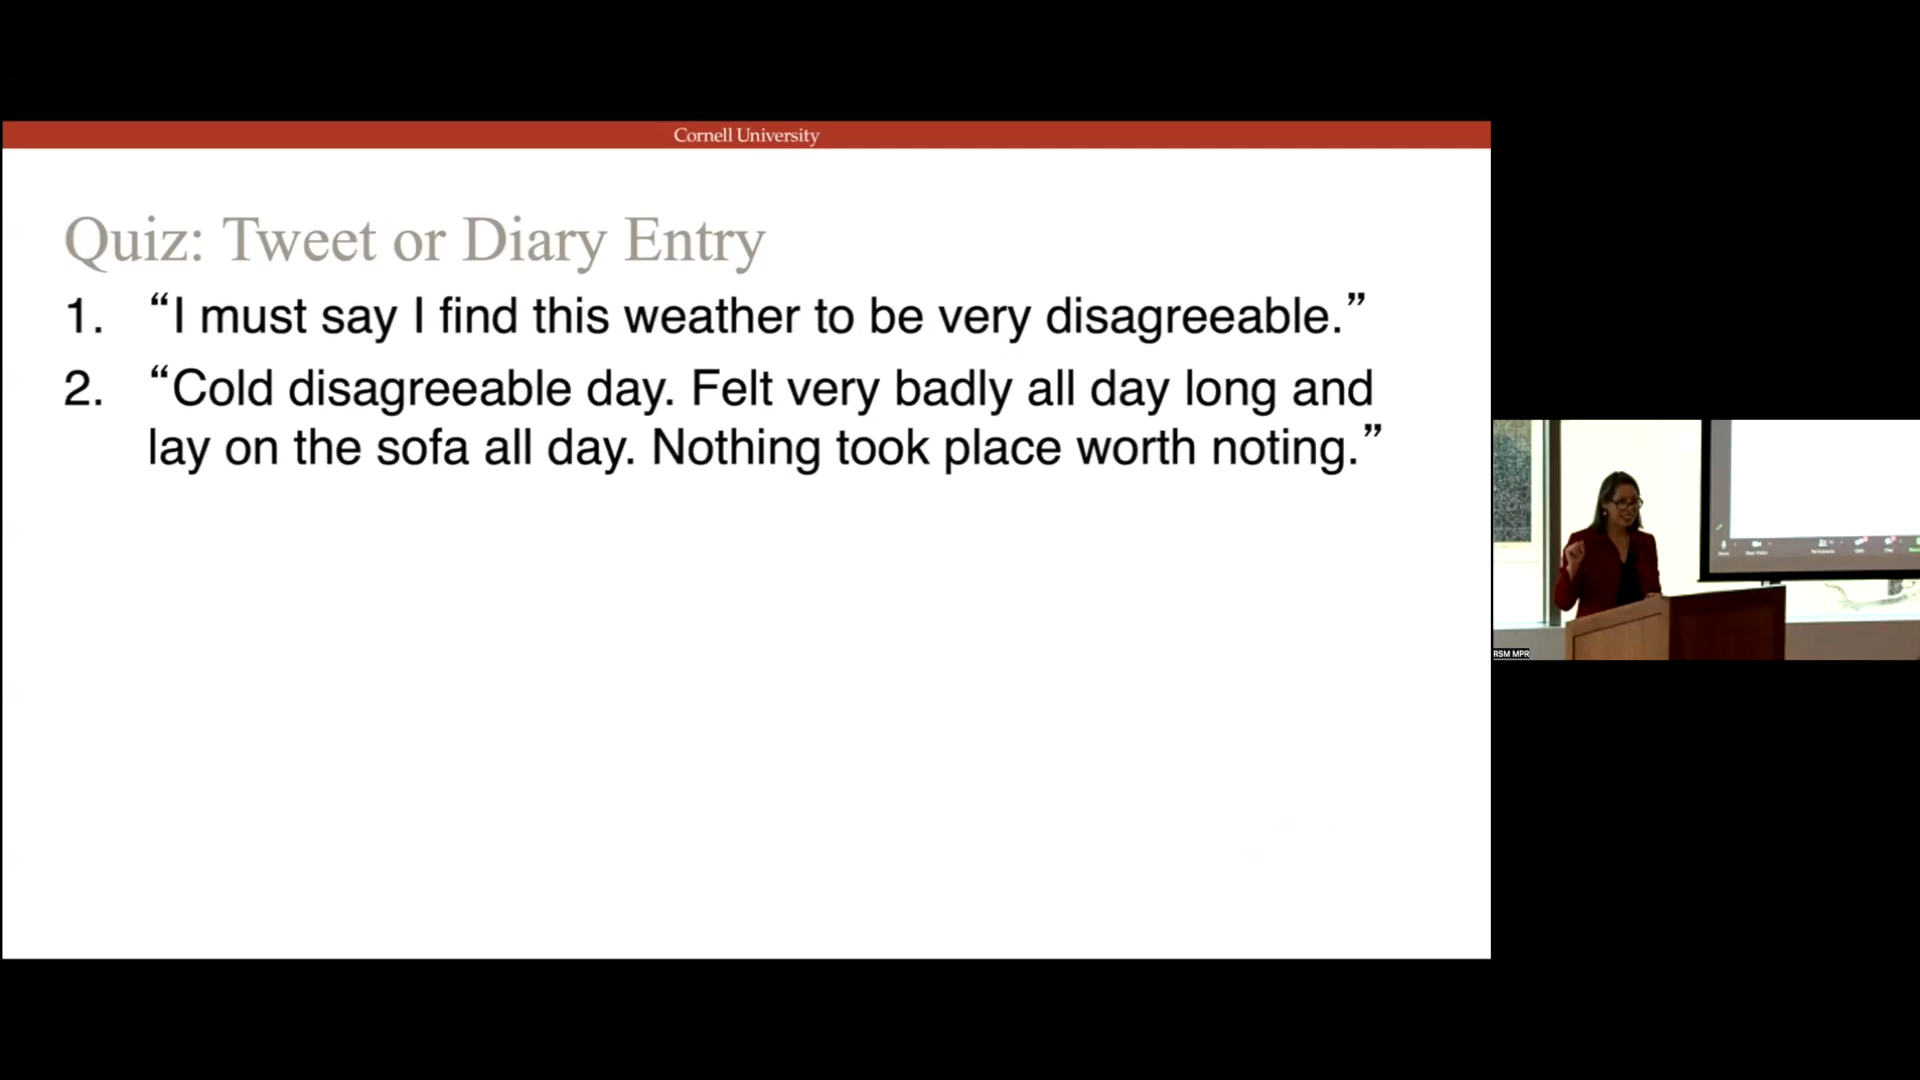 Cornell University
Quiz: Tweet or Diary Entry
1. “I must say I find this weather to be very disagreeable.”
2. “Cold disagreeable day. Felt very badly all day long and
lay on the sofa all day. Nothing took place worth noting.”
RSM MPR